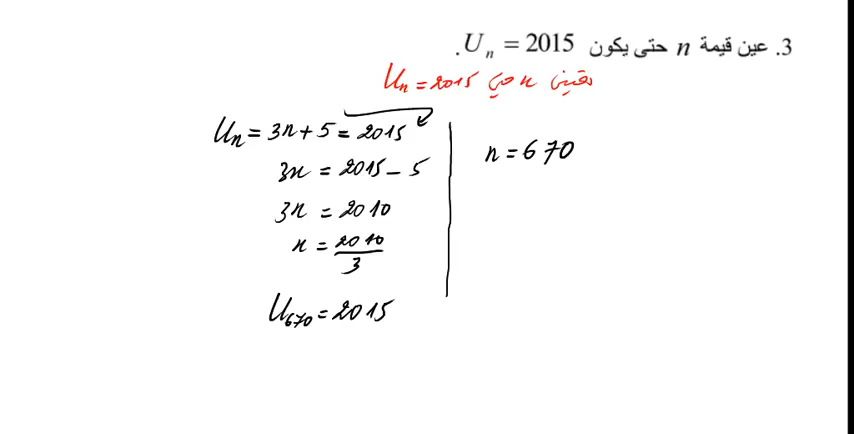 3. عين قيمة n حتى يكون U_n = 2015.
تعيين n حتى U_n = 2015
U_n = 3n + 5 = 2015
3n = 2015 - 5
3n = 2010
n = 2010/3
n = 670
U_670 = 2015